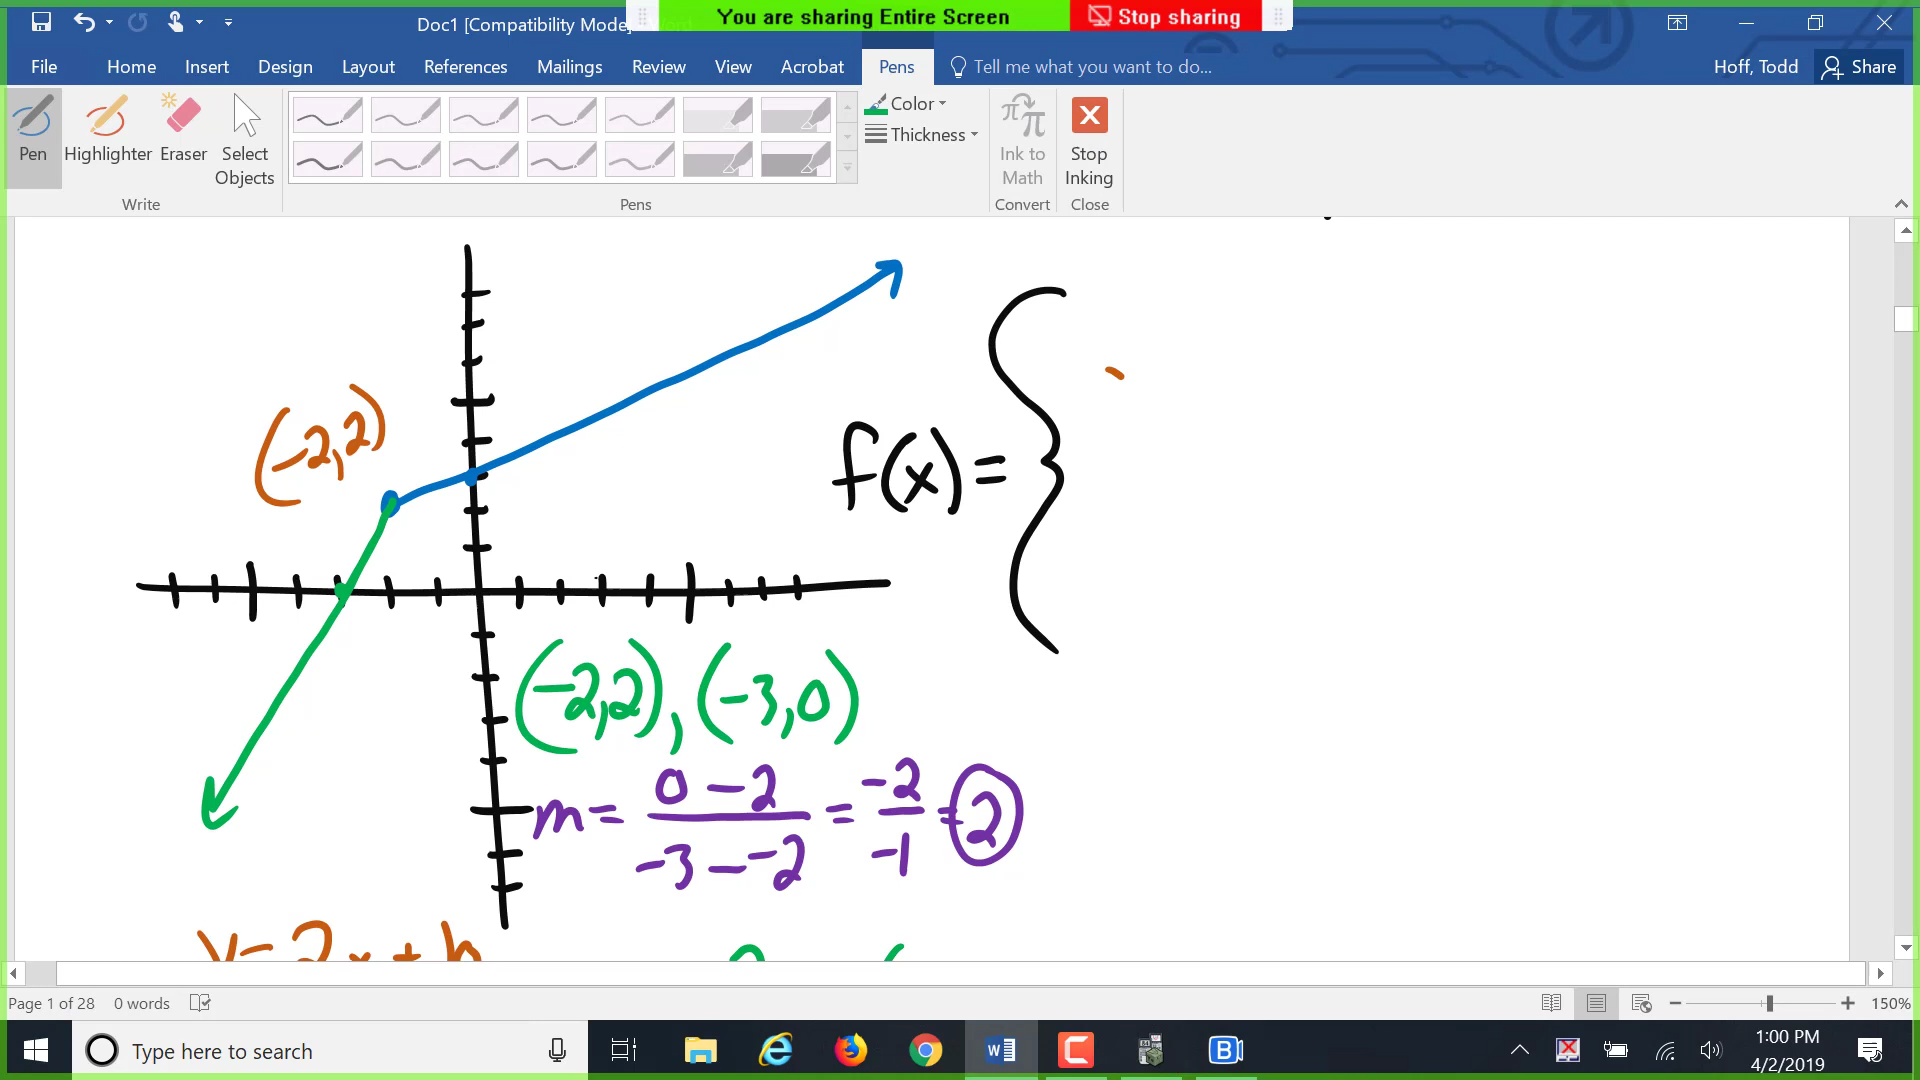 Doc1 [Compatibility Mode]
You are sharing Entire Screen
Stop sharing
File Home Insert Design Layout References Mailings Review View Acrobat Pens Tell me what you want to do... Hoff, Todd Share
Pen Highlighter Eraser Select Objects
Color
Thickness
Ink to Math
Stop Inking
Write Pens Convert Close
(-2,2)
f(x)={
(-2,2), (-3,0)
m= 0--2/-3--2 = -2/-1 = 2
y=2x+b
Page 1 of 28 0 words 150%
Type here to search
1:00 PM
4/2/2019